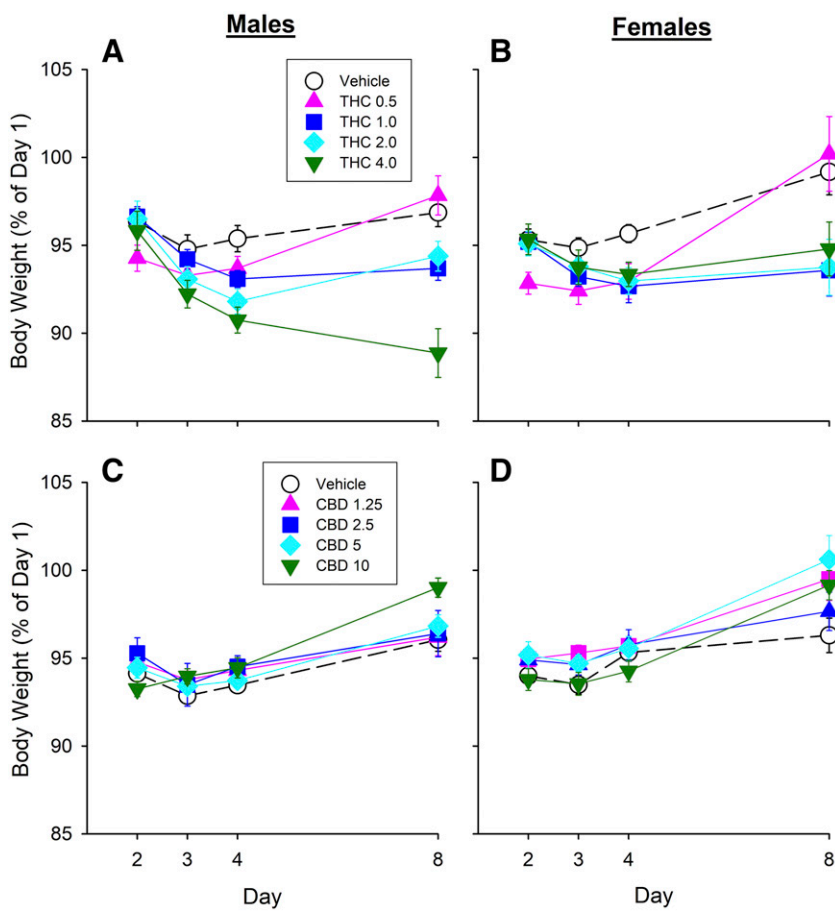 Males
Females
A
B
Body Weight (% of Day 1)
105
100
95
90
85
Vehicle
THC 0.5
THC 1.0
THC 2.0
THC 4.0
C
D
Body Weight (% of Day 1)
105
100
95
90
85
Vehicle
CBD 1.25
CBD 2.5
CBD 5
CBD 10
2 3 4 8
2 3 4 8
Day
Day